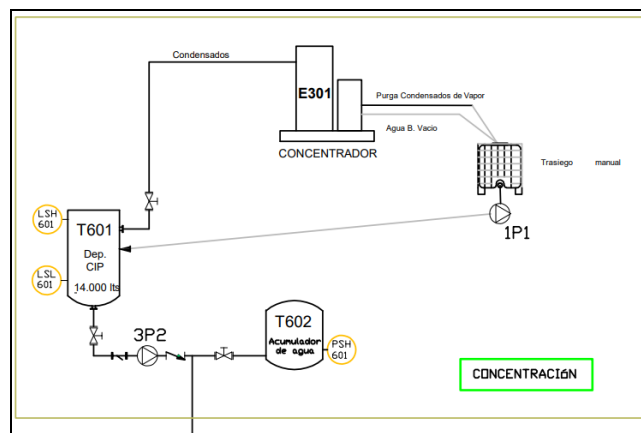 Condensados
E301
Purga Condensados de Vapor
Agua B. Vacio
CONCENTRADOR
Trasiego manual
1P1
LSH
601
T601
Dep.
CIP
14.000 lts
LSL
601
3P2
T602
Acumulador
de agua
PSH
601
CONCENTRACIÓN